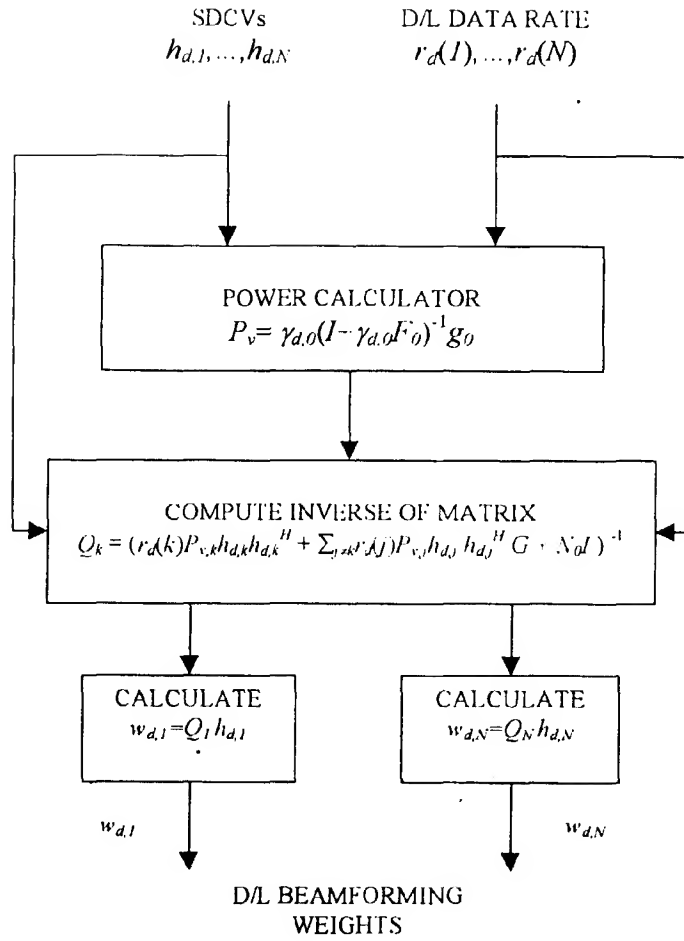 SDCVs D/L DATA RATE
h_{d,1},...,h_{d,N} r_d(1),...,r_d(N)
POWER CALCULATOR
P_v= γ_{d,0}(I- γ_{d,0}F_0)^{-1}g_0
COMPUTE INVERSE OF MATRIX
Q_k = (r_d(k)P_{v,k}h_{d,k}h_{d,k}^H + ∑_{j≠k}r_d(j)P_{v,j}h_{d,j} h_{d,j}^H G + N_0I )^{-1}
CALCULATE CALCULATE
w_{d,1}=Q_1 h_{d,1} w_{d,N}=Q_N h_{d,N}
w_{d,1} w_{d,N}
D/L BEAMFORMING
WEIGHTS